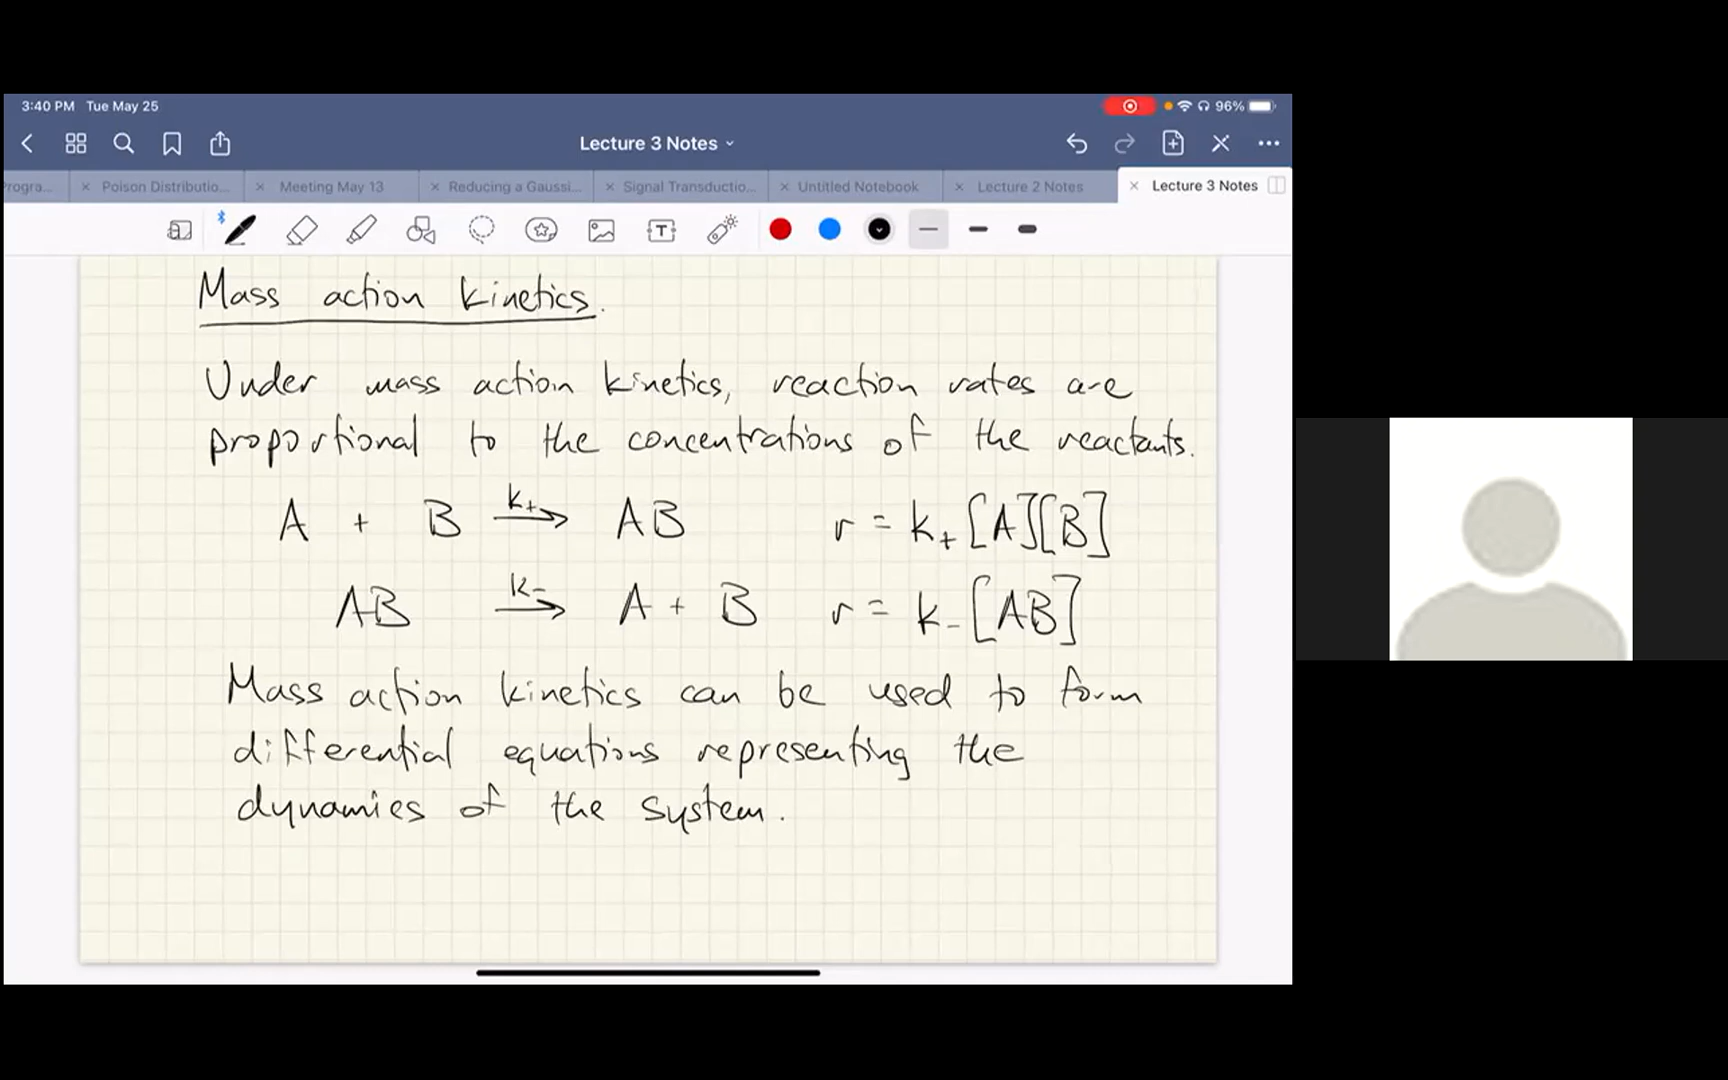 3:40 PM Tue May 25
96%
Lecture 3 Notes
Progra...
Poison Distributio...
Meeting May 13
Reducing a Gaussi...
Signal Transductio...
Untitled Notebook
Lecture 2 Notes
Lecture 3 Notes
T
Mass action kinetics.
Under mass action kinetics, reaction rates are
proportional to the concentrations of the reactants.
A + B k+→ AB r = k+[A][B]
AB k-→ A + B r = k-[AB]
Mass action kinetics can be used to form
differential equations representing the
dynamics of the system.